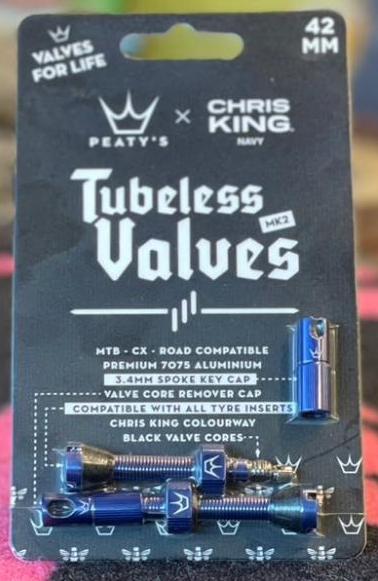 VALVES
FOR LIFE
42
MM
PEATY'S
×
CHRIS
KING
NAVY
Tubeless
MK2
Valves
MTB - CX - ROAD COMPATIBLE
PREMIUM 7075 ALUMINIUM
3.4MM SPOKE KEY CAP
VALVE CORE REMOVER CAP
COMPATIBLE WITH ALL TYRE INSERTS
CHRIS KING COLOURWAY
BLACK VALVE CORES